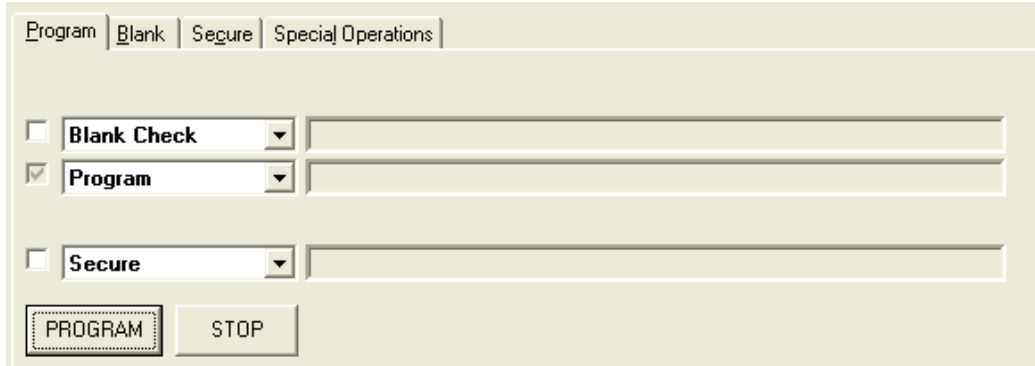 Program Blank Secure Special Operations
Blank Check
Program
Secure
PROGRAM STOP